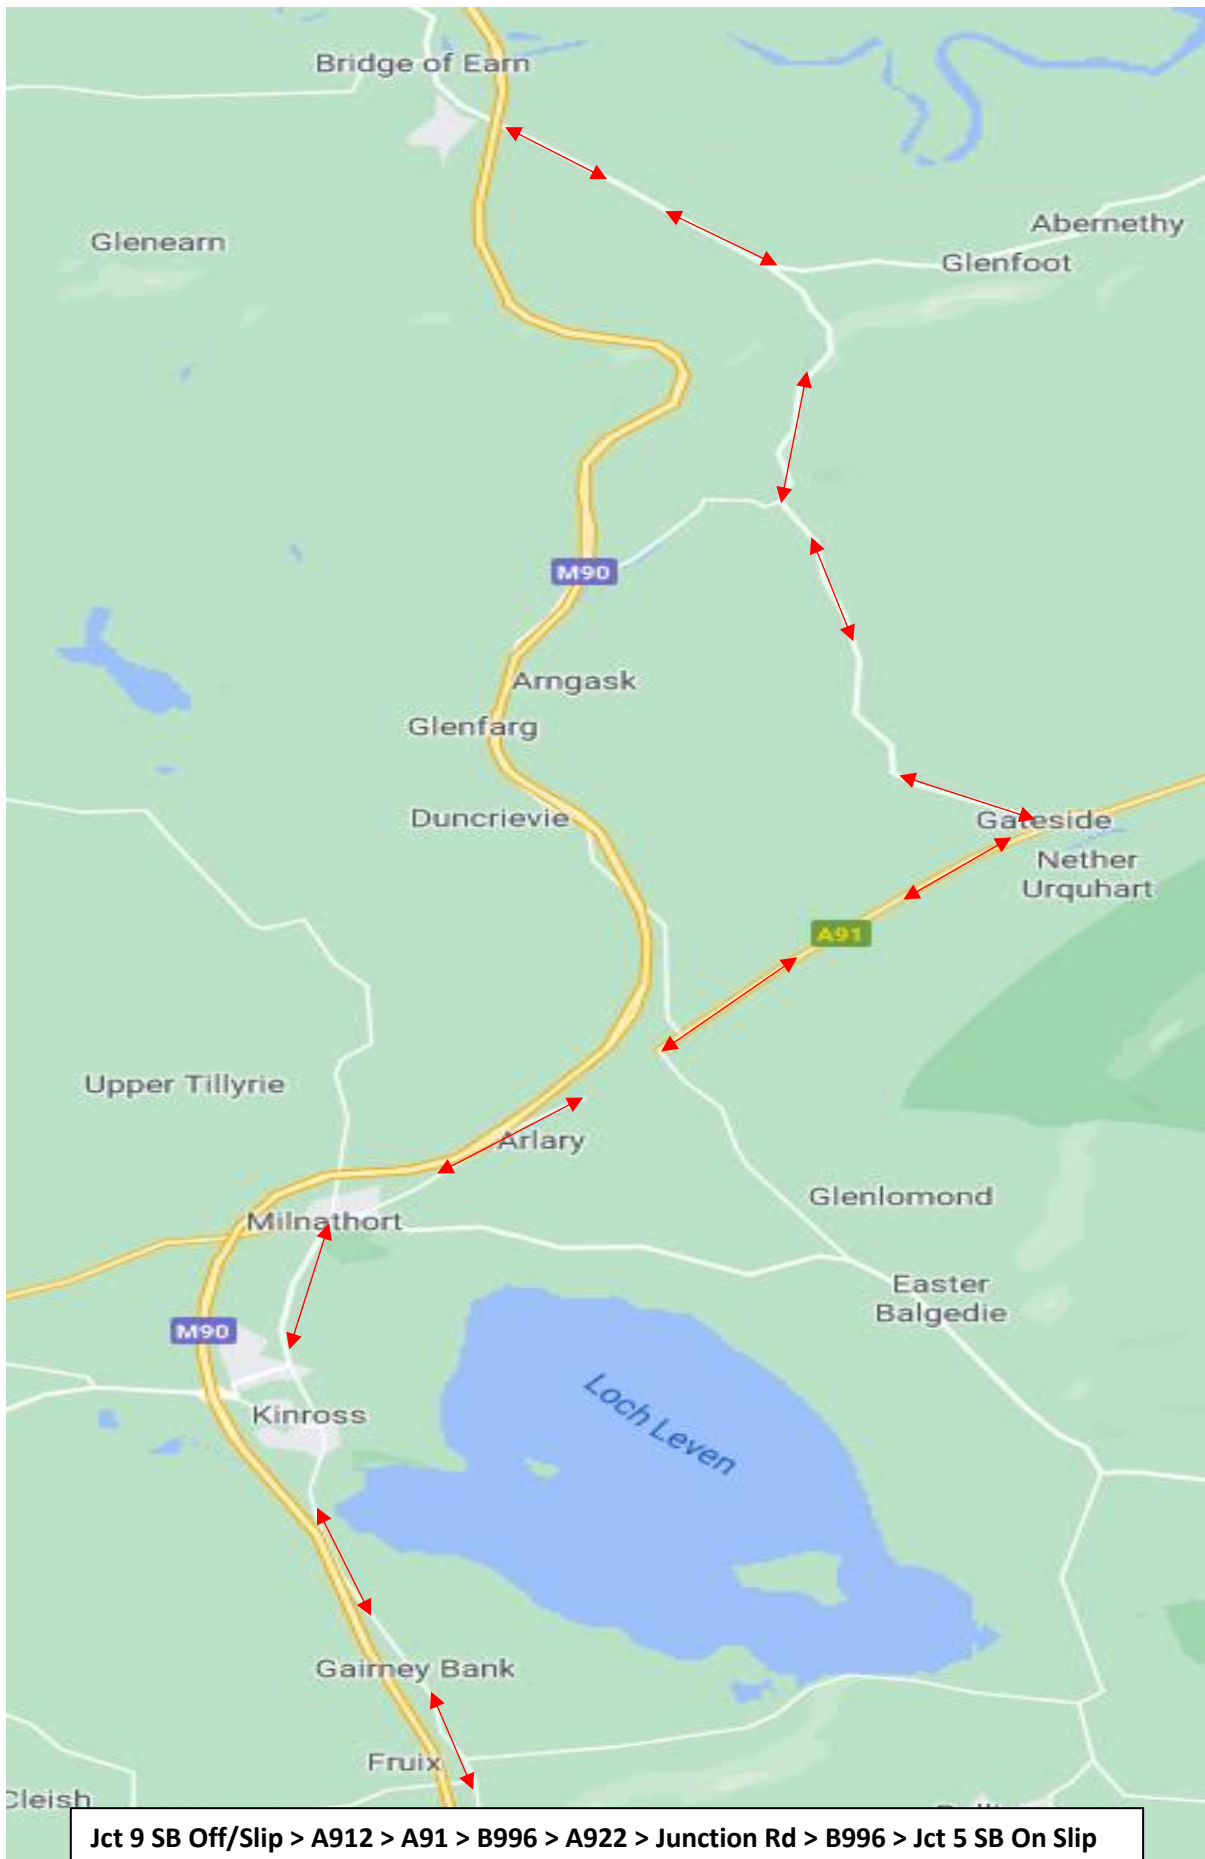 Bridge of Earn
Abernethy
Glenearn
Glenfoot
M90
Arngask
Glenfarg
Duncrievie
Gateside
Nether
Urquhart
A91
Upper Tillyrie
Arlary
Glenlomond
Milnathort
Easter
Balgedie
M90
Loch Leven
Kinross
Gairney Bank
Fruix
Cleish
Jct 9 SB Off/Slip > A912 > A91 > B996 > A922 > Junction Rd > B996 > Jct 5 SB On Slip